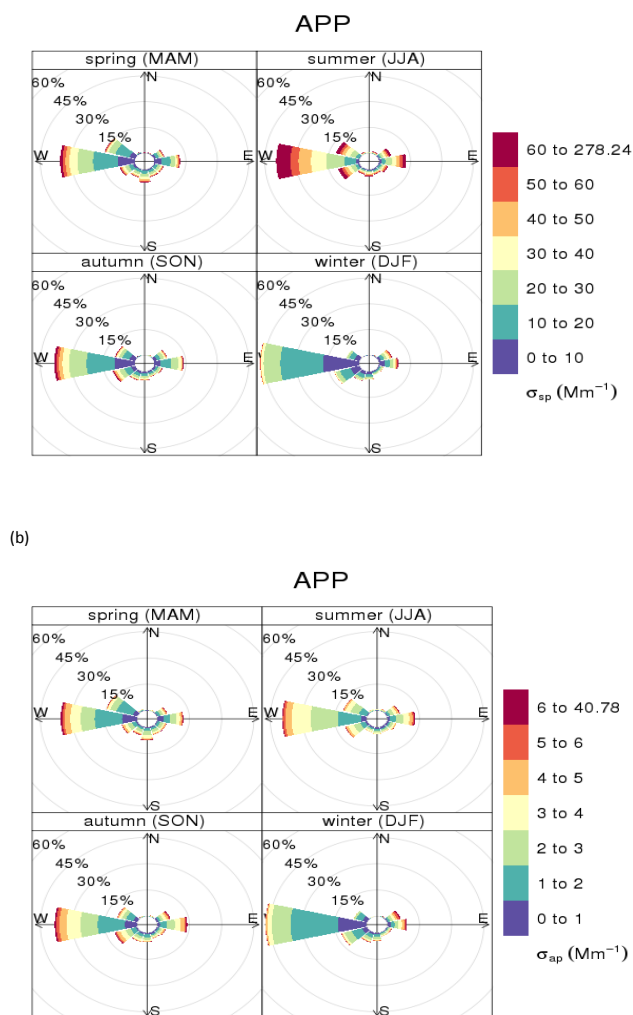 APP
spring (MAM) summer (JJA)
60% N 60% N
45% 45%
30% 30%
15% 15%
W E W E
S S
autumn (SON) winter (DJF)
60% N 60% N
45% 45%
30% 30%
15% 15%
W E E
S S
60 to 278.24
50 to 60
40 to 50
30 to 40
20 to 30
10 to 20
0 to 10
σsp (Mm⁻¹)
(b)
APP
spring (MAM) summer (JJA)
60% N 60% N
45% 45%
30% 30%
15% 15%
W E W E
S S
autumn (SON) winter (DJF)
60% N 60% N
45% 45%
30% 30%
15% 15%
W E E
S S
6 to 40.78
5 to 6
4 to 5
3 to 4
2 to 3
1 to 2
0 to 1
σap (Mm⁻¹)